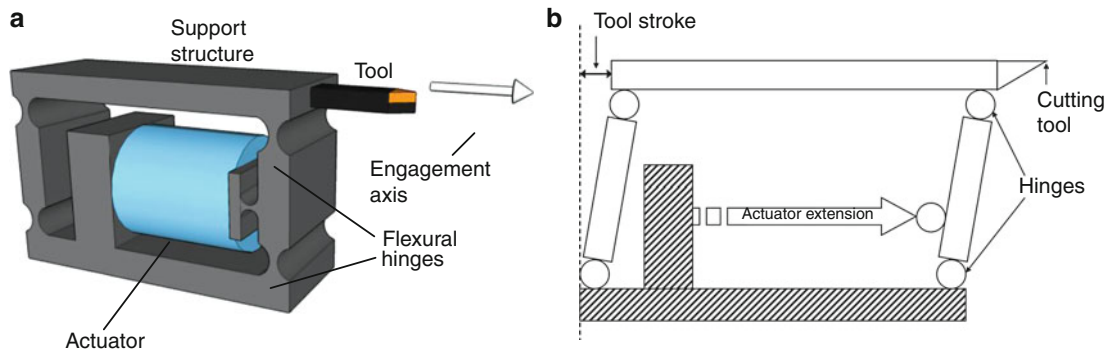 a
Support
structure
Tool
Engagement
axis
Flexural
hinges
Actuator
b
Tool stroke
Cutting
tool
Hinges
Actuator extension